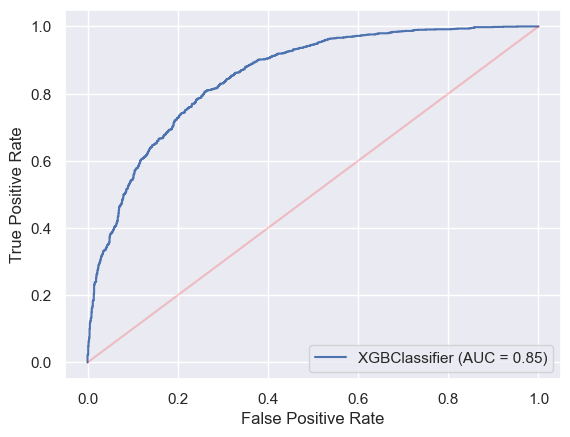 1.0
0.8
0.6
0.4
0.2
0.0
True Positive Rate
0.0 0.2 0.4 0.6 0.8 1.0
False Positive Rate
XGBClassifier (AUC = 0.85)